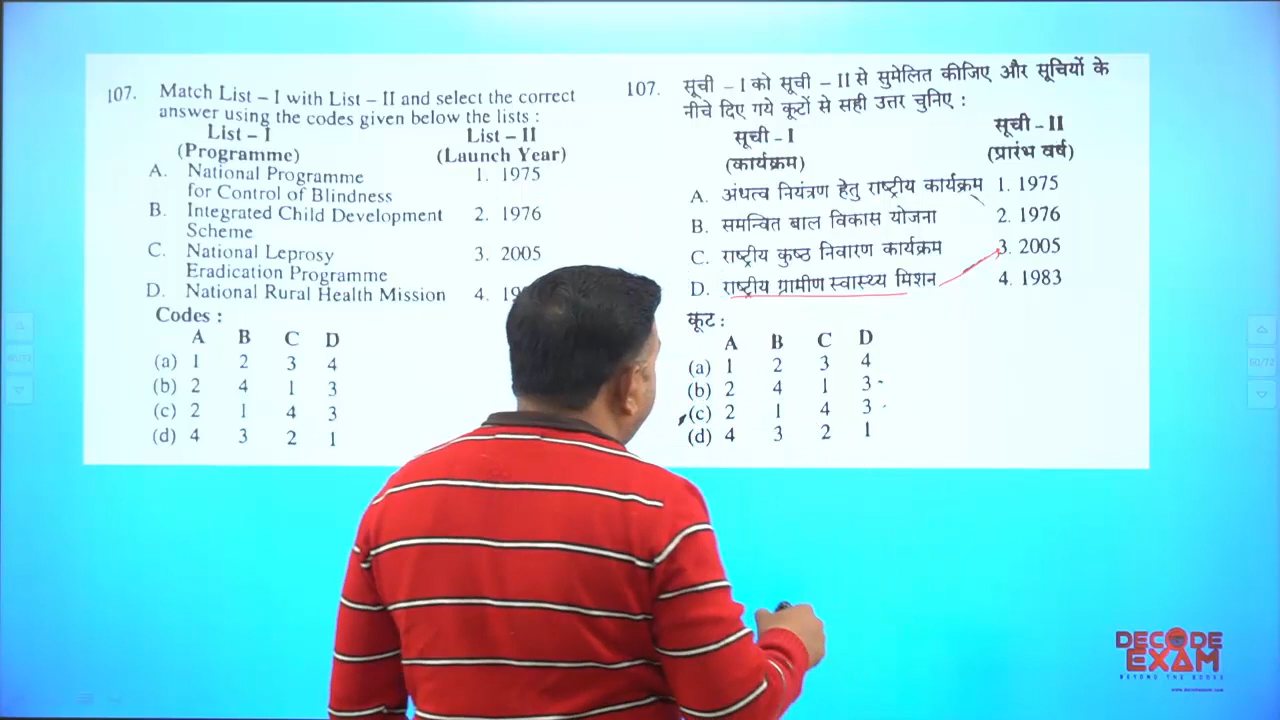 107. Match List – I with List – II and select the correct
answer using the codes given below the lists :
List – I List – II
(Programme) (Launch Year)
A. National Programme 1. 1975
for Control of Blindness
B. Integrated Child Development 2. 1976
Scheme
C. National Leprosy 3. 2005
Eradication Programme
D. National Rural Health Mission 4.
Codes :
A B C D
(a) 1 2 3 4
(b) 2 4 1 3
(c) 2 1 4 3
(d) 4 3 2 1
107. सूची – I को सूची – II से सुमेलित कीजिए और सूचियों के
नीचे दिए गये कूटों से सही उत्तर चुनिए :
सूची - I सूची - II
(कार्यक्रम) (प्रारंभ वर्ष)
A. अंधत्व नियंत्रण हेतु राष्ट्रीय कार्यक्रम 1. 1975
B. समन्वित बाल विकास योजना 2. 1976
C. राष्ट्रीय कुष्ठ निवारण कार्यक्रम 3. 2005
D. राष्ट्रीय ग्रामीण स्वास्थ्य मिशन 4. 1983
कूट :
A B C D
(a) 1 2 3 4
(b) 2 4 1 3
(c) 2 1 4 3
(d) 4 3 2 1
60/72
DECODE
EXAM
BEYOND THE BOOKS